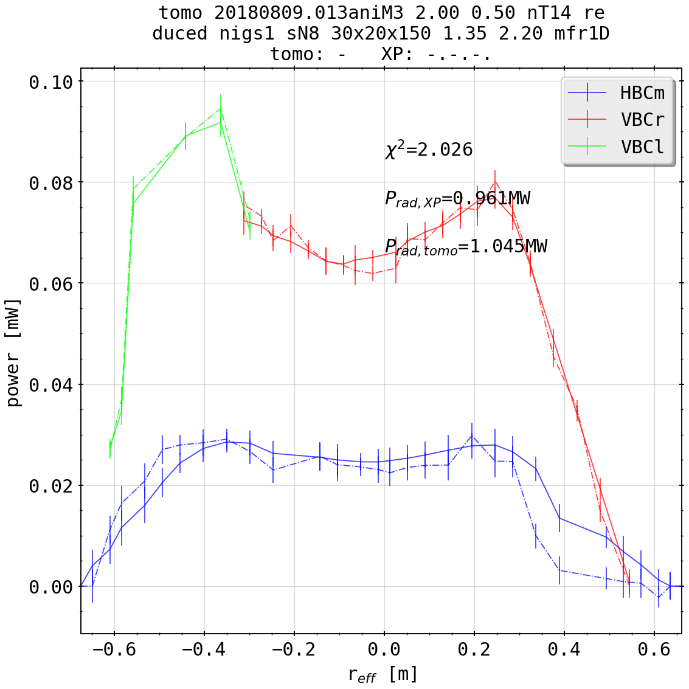 tomo 20180809.013aniM3 2.00 0.50 nT14 re
duced nigs1 sN8 30x20x150 1.35 2.20 mfr1D
tomo: -   XP: -.-.-.
HBCm
VBCr
VBCl
χ²=2.026
P_rad,XP=0.961MW
P_rad,tomo=1.045MW
0.10
0.08
0.06
0.04
0.02
0.00
power [mW]
−0.6 −0.4 −0.2 0.0 0.2 0.4 0.6
r_eff [m]